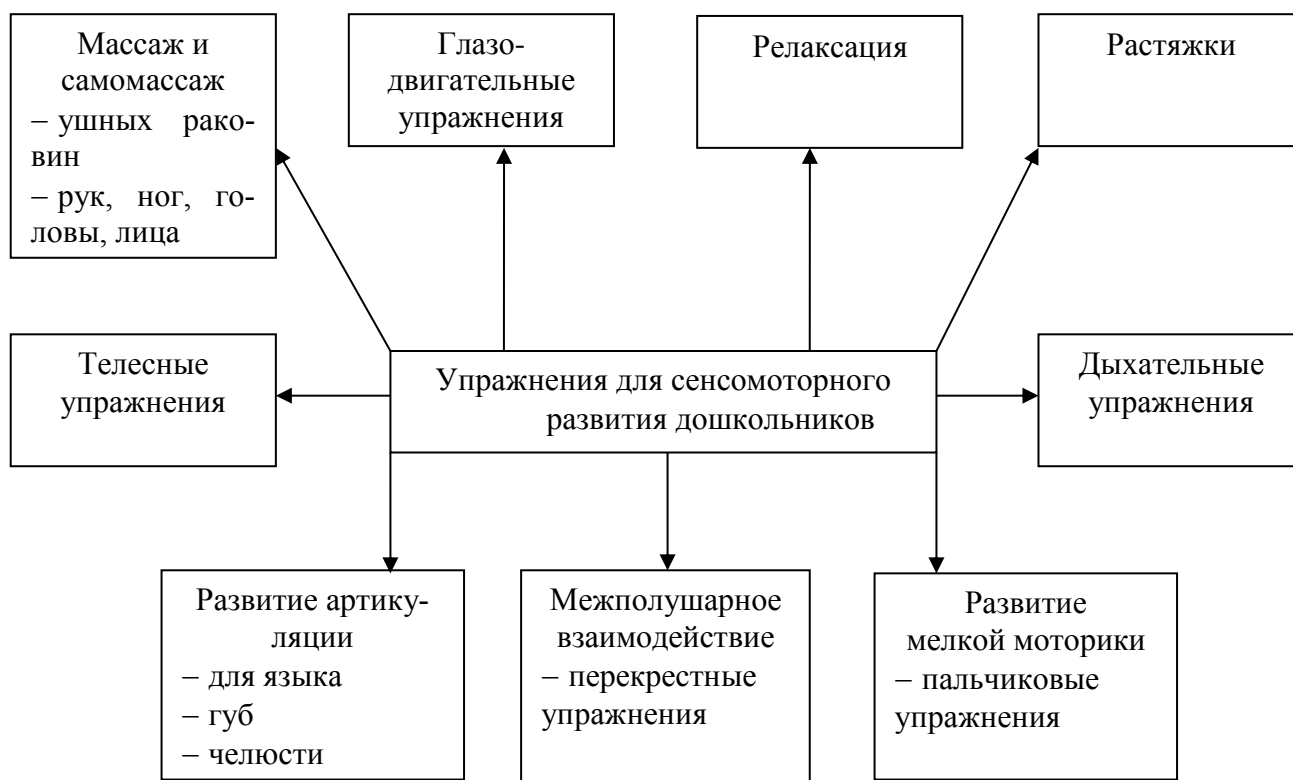 Массаж и
самомассаж
– ушных рако-
вин
– рук, ног, го-
ловы, лица
Глазо-
двигательные
упражнения
Релаксация
Растяжки
Телесные
упражнения
Упражнения для сенсомоторного
развития дошкольников
Дыхательные
упражнения
Развитие артику-
ляции
– для языка
– губ
– челюсти
Межполушарное
взаимодействие
– перекрестные
упражнения
Развитие
мелкой моторики
– пальчиковые
упражнения